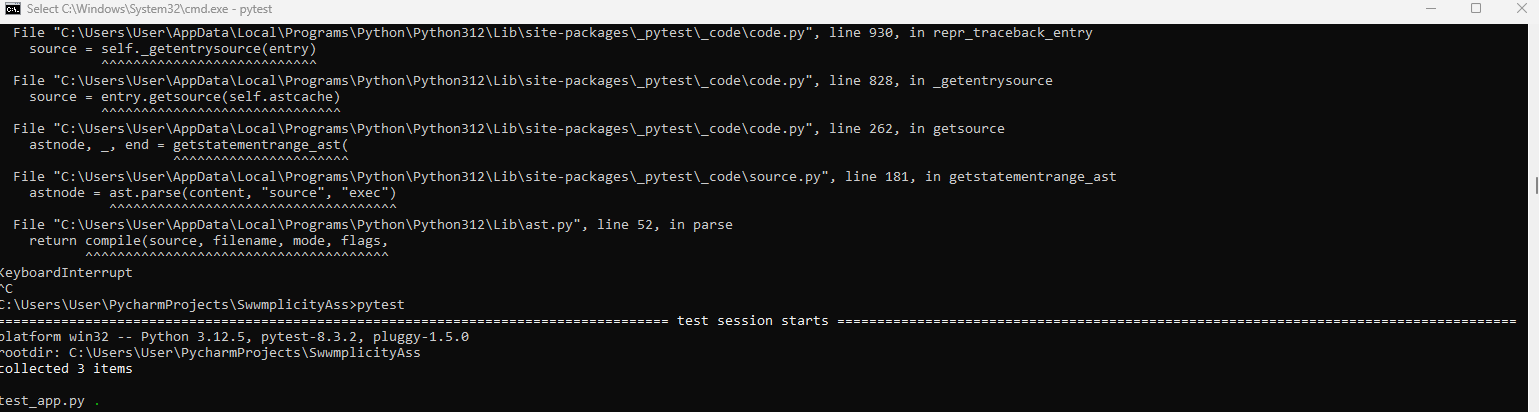 Select C:\Windows\System32\cmd.exe - pytest
File "C:\Users\User\AppData\Local\Programs\Python\Python312\Lib\site-packages\_pytest\_code\code.py", line 930, in repr_traceback_entry
source = self._getentrysource(entry)
^^^^^^^^^^^^^^^^^^^^^^^^^^^
File "C:\Users\User\AppData\Local\Programs\Python\Python312\Lib\site-packages\_pytest\_code\code.py", line 828, in _getentrysource
source = entry.getsource(self.astcache)
^^^^^^^^^^^^^^^^^^^^^^^^^^^^^^
File "C:\Users\User\AppData\Local\Programs\Python\Python312\Lib\site-packages\_pytest\_code\code.py", line 262, in getsource
astnode, _, end = getstatementrange_ast(
^^^^^^^^^^^^^^^^^^^^^^
File "C:\Users\User\AppData\Local\Programs\Python\Python312\Lib\site-packages\_pytest\_code\source.py", line 181, in getstatementrange_ast
astnode = ast.parse(content, "source", "exec")
^^^^^^^^^^^^^^^^^^^^^^^^^^^^^^^^^^^^
File "C:\Users\User\AppData\Local\Programs\Python\Python312\Lib\ast.py", line 52, in parse
return compile(source, filename, mode, flags,
^^^^^^^^^^^^^^^^^^^^^^^^^^^^^^^^^^^^^^
KeyboardInterrupt
^C
C:\Users\User\PycharmProjects\SwwmplicityAss>pytest
==================================================================================== test session starts =====================================================================================
platform win32 -- Python 3.12.5, pytest-8.3.2, pluggy-1.5.0
rootdir: C:\Users\User\PycharmProjects\SwwmplicityAss
collected 3 items
test_app.py .